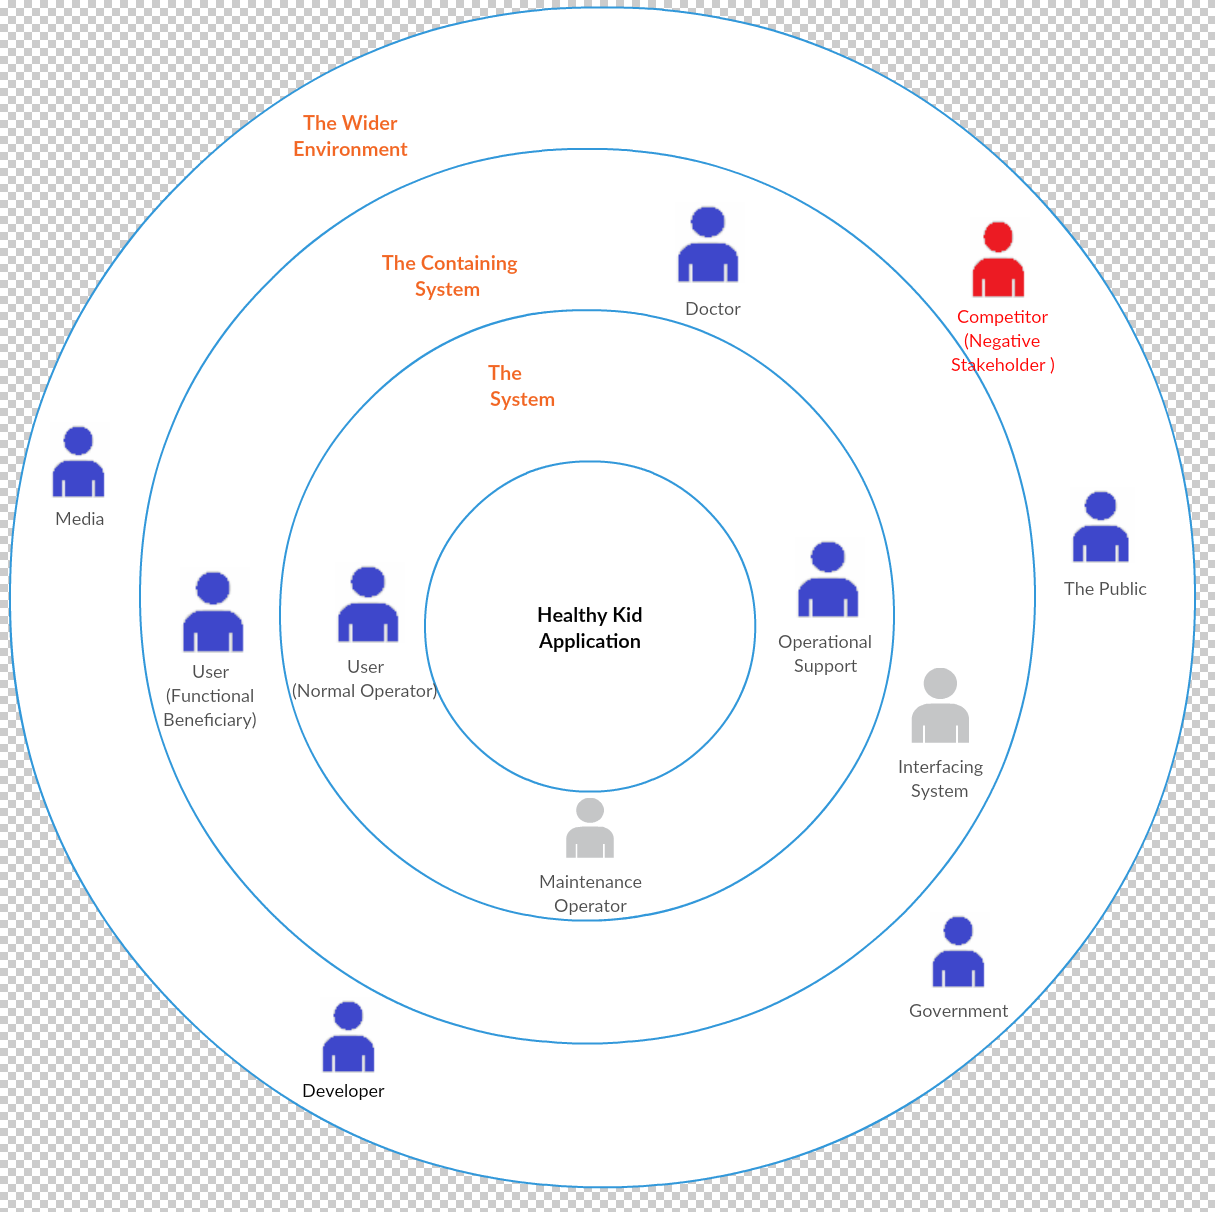 The Wider
Environment
The Containing
System
Doctor
Competitor
(Negative
Stakeholder )
The
System
Media
The Public
Healthy Kid
Application
Operational
Support
User
(Functional
Beneficiary)
User
(Normal Operator)
Interfacing
System
Maintenance
Operator
Government
Developer